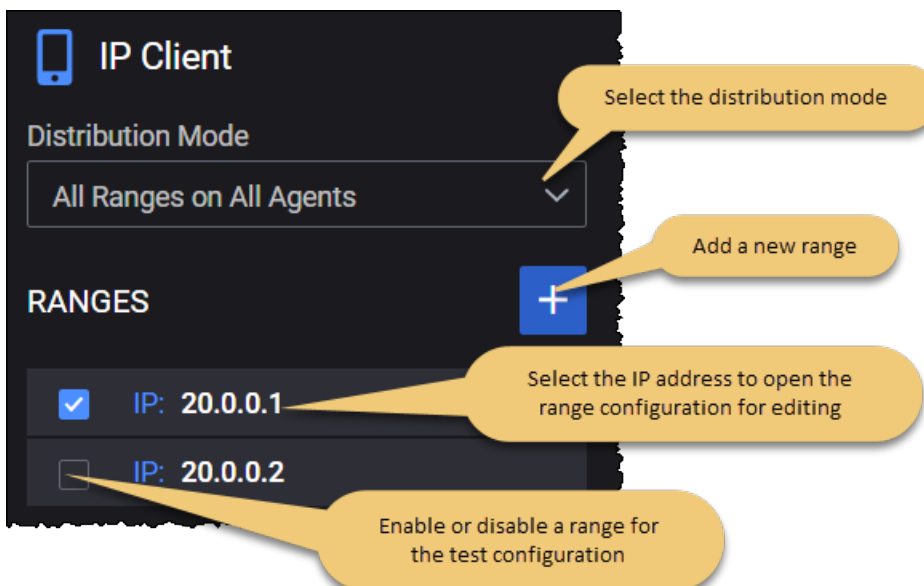 IP Client
Select the distribution mode
Distribution Mode
All Ranges on All Agents
Add a new range
RANGES
Select the IP address to open the
range configuration for editing
IP: 20.0.0.1
IP: 20.0.0.2
Enable or disable a range for
the test configuration